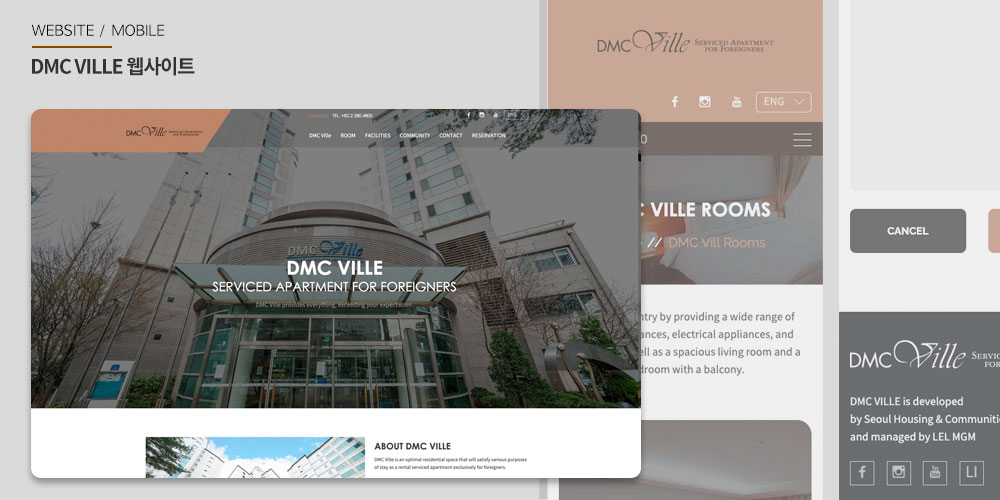 WEBSITE / MOBILE
DMC VILLE 웹사이트
DMC Ville SERVICED APARTMENT FOR FOREIGNERS
TEL. +82.2.380.4800
ENG
DMC Ville ROOM FACILITIES COMMUNITY CONTACT RESERVATION
DMC Ville
DMC VILLE
SERVICED APARTMENT FOR FOREIGNERS
DMC Ville provides everything, exceeding your expectation.
ABOUT DMC VILLE
DMC Ville is an optimal residential space that will satisfy various purposes
of stay as a rental serviced apartment exclusively for foreigners.
DMC Ville SERVICED APARTMENT
FOR FOREIGNERS
ENG
VILLE ROOMS
// DMC Vill Rooms
ntry by providing a wide range of
ances, electrical appliances, and
ell as a spacious living room and a
droom with a balcony.
CANCEL
DMC Ville SERVIC
FOR
DMC VILLE is developed
by Seoul Housing & Communiti
and managed by LEL MGM
LI